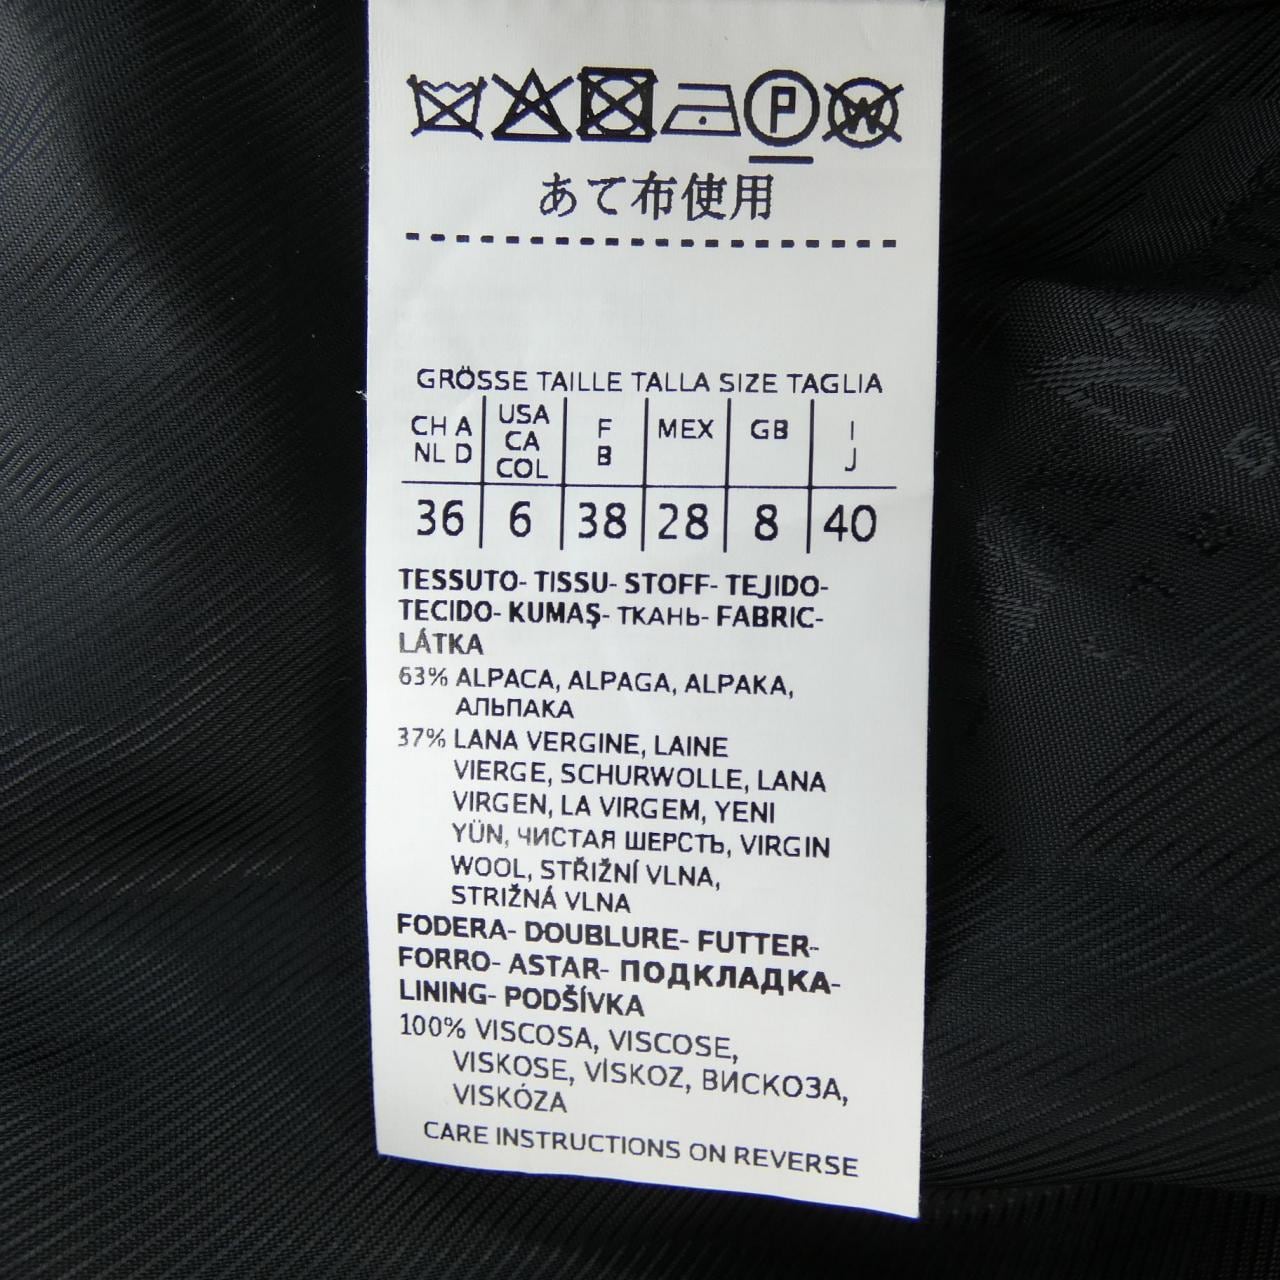 P W
あて布使用
GRÖSSE TAILLE TALLA SIZE TAGLIA
CH A NL D
USA CA COL
F B
MEX
GB
I J
36 6 38 28 8 40
TESSUTO- TISSU- STOFF- TEJIDO-
TECIDO- KUMAŞ- ТКАНЬ- FABRIC-
LÁTKA
63% ALPACA, ALPAGA, ALPAKA,
АЛЬПАКА
37% LANA VERGINE, LAINE
VIERGE, SCHURWOLLE, LANA
VIRGEN, LA VIRGEM, YENI
YÜN, ЧИСТАЯ ШЕРСТЬ, VIRGIN
WOOL, STŘIŽNÍ VLNA,
STRIŽNÁ VLNA
FODERA- DOUBLURE- FUTTER-
FORRO- ASTAR- ПОДКЛАДКА-
LINING- PODŠÍVKA
100% VISCOSA, VISCOSE,
VISKOSE, VİSKOZ, ВИСКОЗА,
VISKÓZA
CARE INSTRUCTIONS ON REVERSE